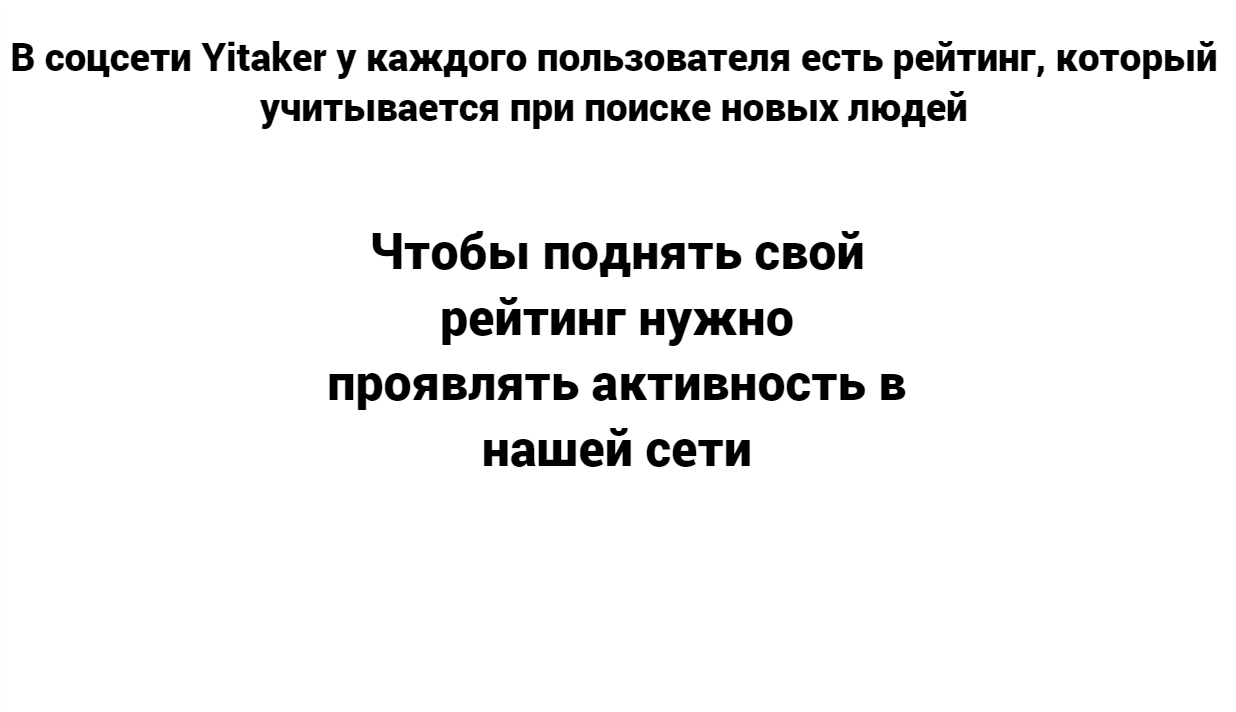 В соцсети Yitaker у каждого пользователя есть рейтинг, который
учитывается при поиске новых людей
Чтобы поднять свой
рейтинг нужно
проявлять активность в
нашей сети